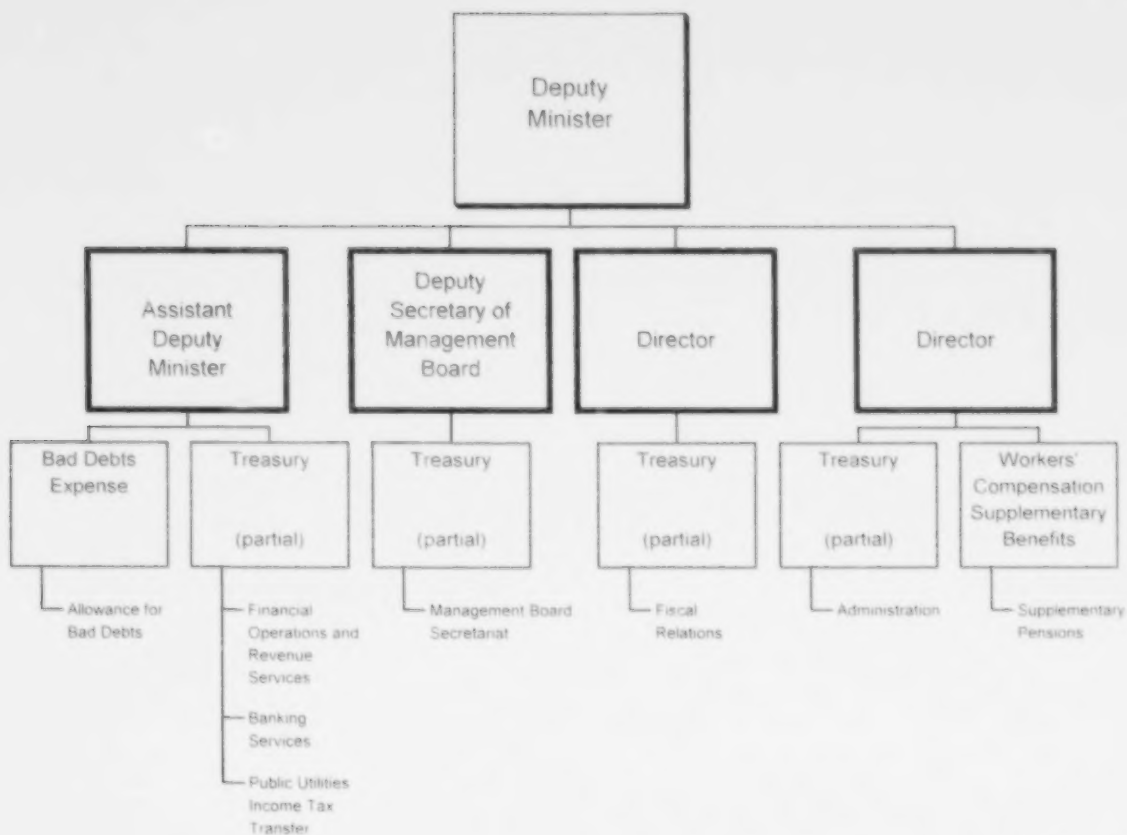 Deputy
Minister
Assistant
Deputy
Minister
Deputy
Secretary of
Management
Board
Director
Director
Bad Debts
Expense
Treasury
(partial)
Treasury
(partial)
Treasury
(partial)
Treasury
(partial)
Workers'
Compensation
Supplementary
Benefits
Allowance for
Bad Debts
Financial
Operations and
Revenue
Services
Banking
Services
Public Utilities
Income Tax
Transfer
Management Board
Secretariat
Fiscal
Relations
Administration
Supplementary
Pensions